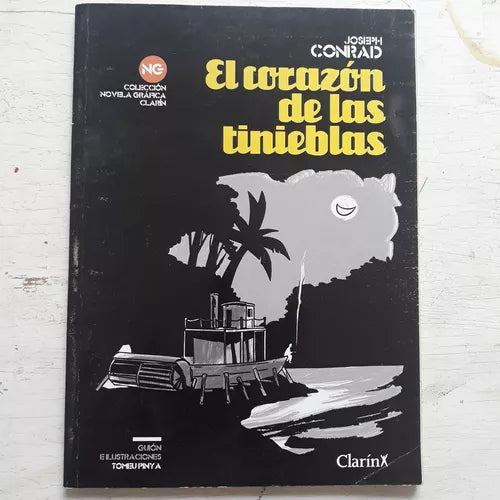 JOSEPH
CONRAD
El corazón
de las
tinieblas
NG
COLECCIÓN
NOVELA GRÁFICA
CLARÍN
GUIÓN
E ILUSTRACIONES
TOMEU PINYA
Clarín